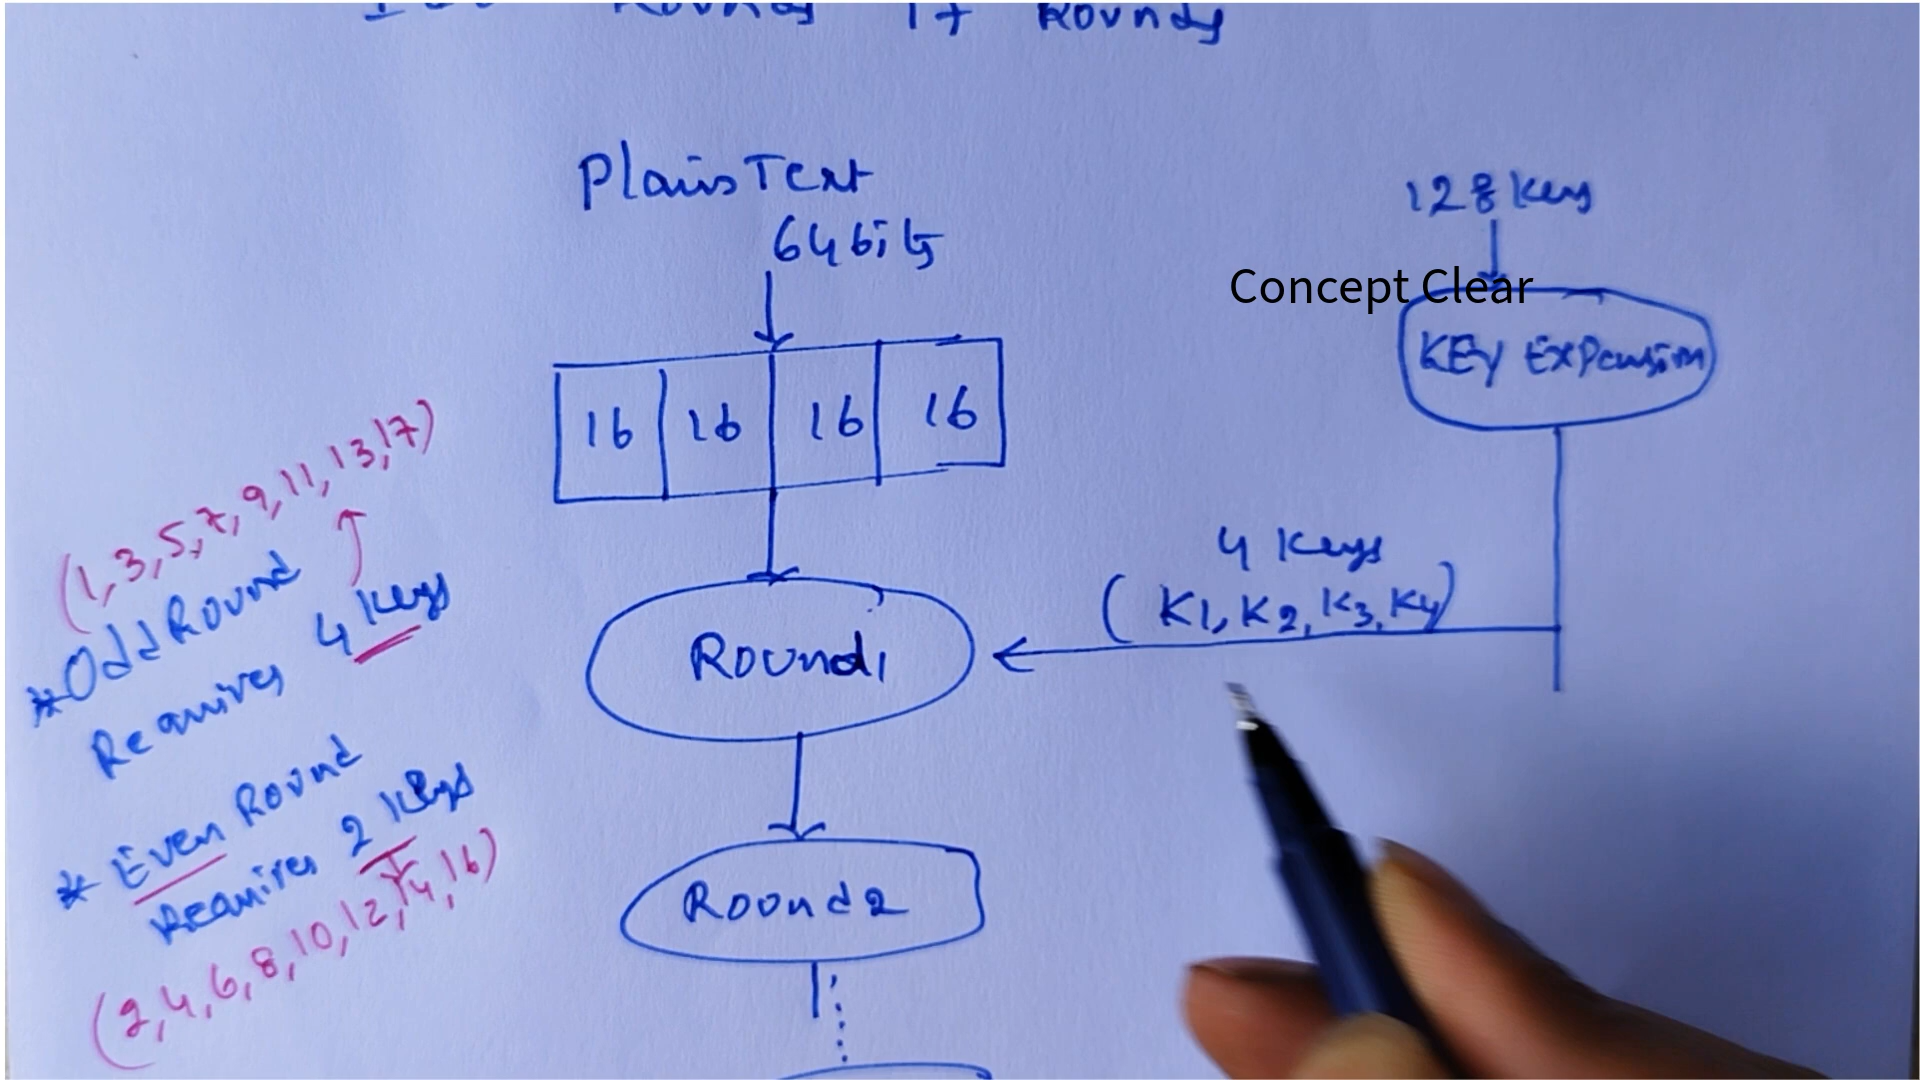 Rounds 17 Rounds
Plain Text
64 bits
128 Key
Concept Clear
KEY Expansion
16 16 16 16
(1,3,5,7,9,11,13,17)
*Odd Round
Requires 4 Keys
4 Keys
(K1,K2,K3,K4)
Round1
* Even Round
Requires 2 Keys
(2,4,6,8,10,12,14,16)
Round2